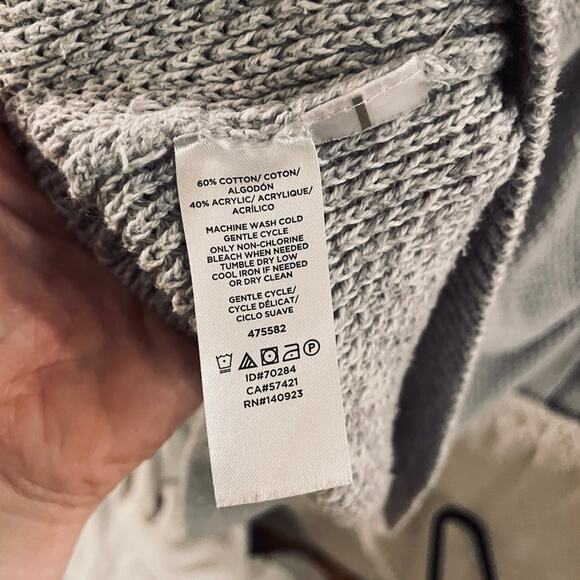 60% COTTON/ COTON/
ALGODÓN
40% ACRYLIC/ ACRYLIQUE/
ACRÍLICO
MACHINE WASH COLD
GENTLE CYCLE
ONLY NON-CHLORINE
BLEACH WHEN NEEDED
TUMBLE DRY LOW
COOL IRON IF NEEDED
OR DRY CLEAN
GENTLE CYCLE/
CYCLE DÉLICAT/
CICLO SUAVE
475582
P
ID#70284
CA#57421
RN#140923